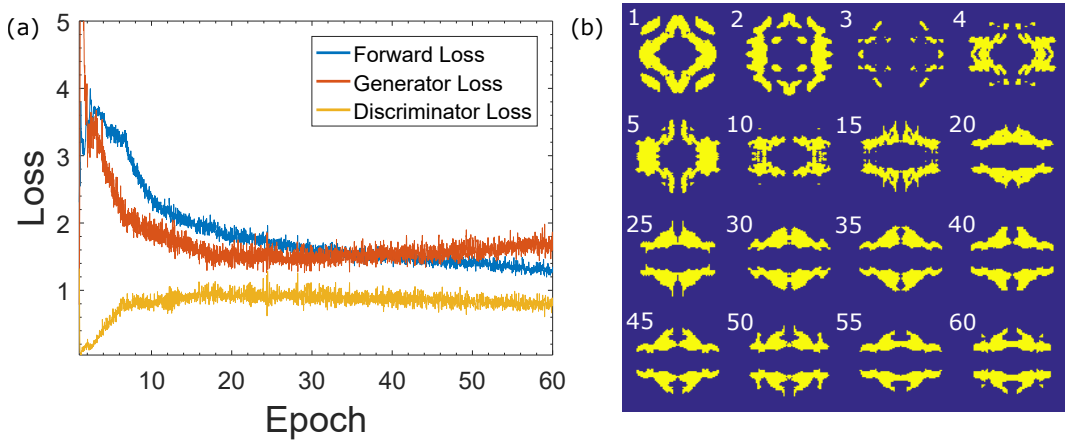 (a)
5
4
3
2
1
Loss
Forward Loss
Generator Loss
Discriminator Loss
10 20 30 40 50 60
Epoch
(b)
1 2 3 4
5 10 15 20
25 30 35 40
45 50 55 60